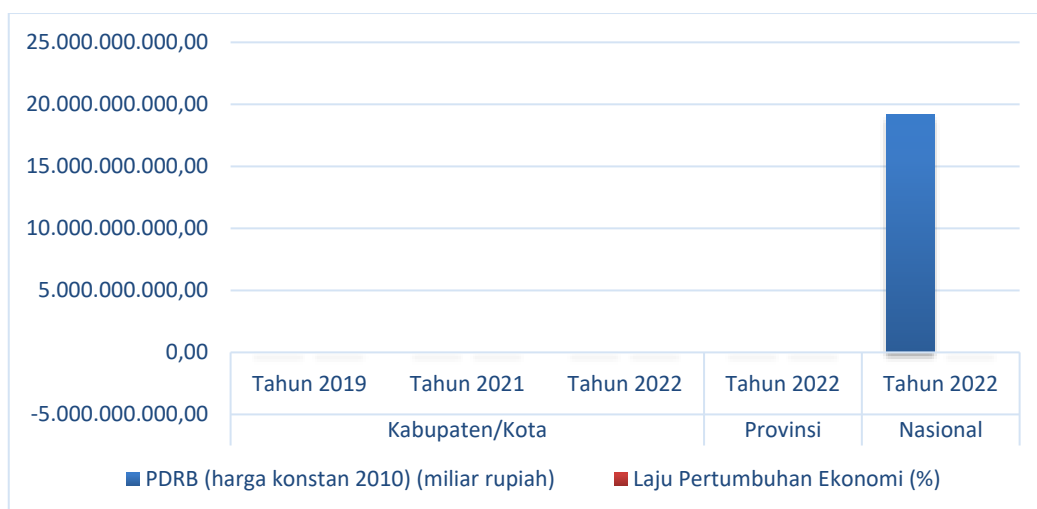 25.000.000.000,00
20.000.000.000,00
15.000.000.000,00
10.000.000.000,00
5.000.000.000,00
0,00
-5.000.000.000,00
Tahun 2019 Tahun 2021 Tahun 2022 Tahun 2022 Tahun 2022
Kabupaten/Kota Provinsi Nasional
PDRB (harga konstan 2010) (miliar rupiah) Laju Pertumbuhan Ekonomi (%)